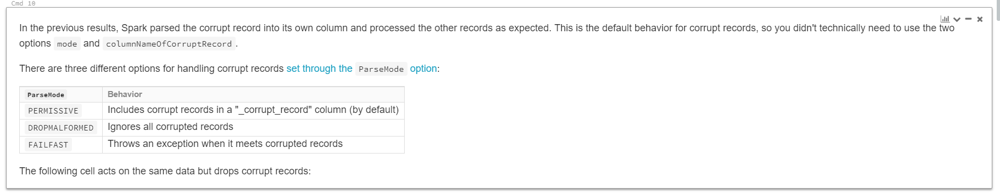 Cmd 10
In the previous results, Spark parsed the corrupt record into its own column and processed the other records as expected. This is the default behavior for corrupt records, so you didn't technically need to use the two
options mode and columnNameOfCorruptRecord.
There are three different options for handling corrupt records set through the ParseMode option:
ParseMode Behavior
PERMISSIVE Includes corrupt records in a "_corrupt_record" column (by default)
DROPMALFORMED Ignores all corrupted records
FAILFAST Throws an exception when it meets corrupted records
The following cell acts on the same data but drops corrupt records: